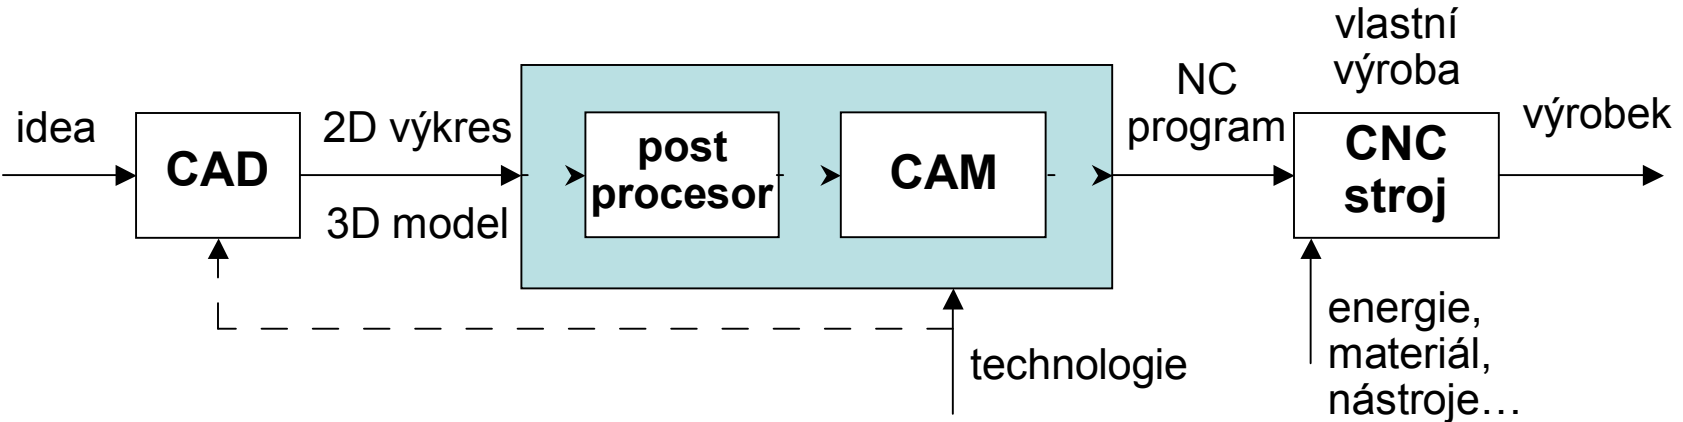 idea
CAD
2D výkres
3D model
post
procesor
CAM
NC
program
vlastní
výroba
CNC
stroj
výrobek
technologie
energie,
materiál,
nástroje…